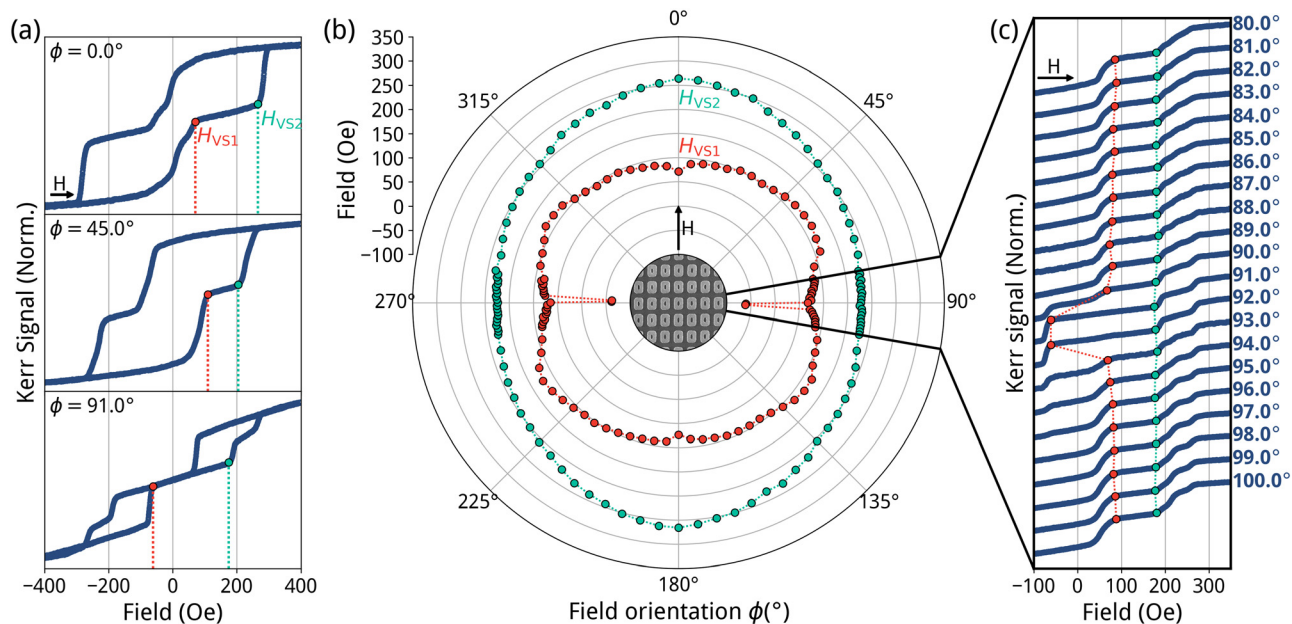 (a)
ϕ = 0.0°
H_VS1
H_VS2
H
ϕ = 45.0°
ϕ = 91.0°
Kerr Signal (Norm.)
−400 −200 0 200 400
Field (Oe)
(b)
0°
350
300
250
200
150
100
50
0
−50
−100
Field (Oe)
315°
45°
H_VS2
H_VS1
H
270°
90°
225°
135°
180°
Field orientation ϕ(°)
(c)
H
80.0°
81.0°
82.0°
83.0°
84.0°
85.0°
86.0°
87.0°
88.0°
89.0°
90.0°
91.0°
92.0°
93.0°
94.0°
95.0°
96.0°
97.0°
98.0°
99.0°
100.0°
Kerr signal (Norm.)
−100 0 100 200 300
Field (Oe)